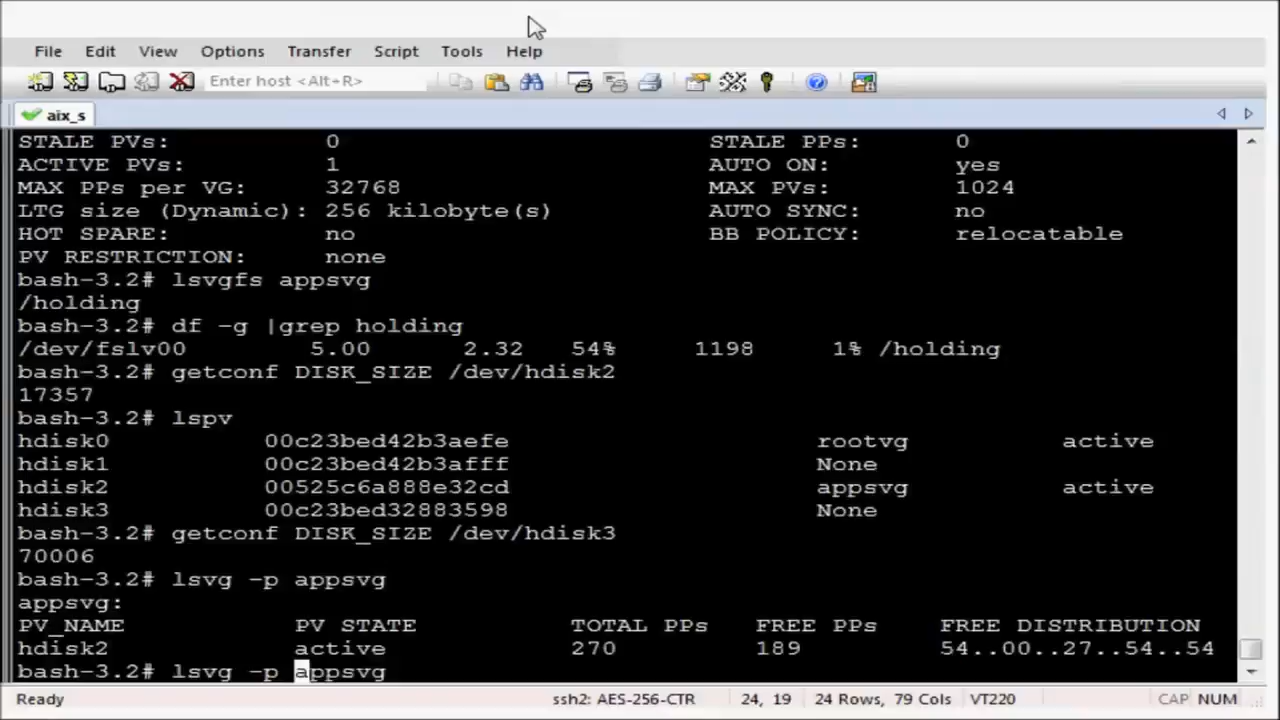 File Edit View Options Transfer Script Tools Help
Enter host <Alt+R>
aix_s
STALE PVs: 0 STALE PPs: 0
ACTIVE PVs: 1 AUTO ON: yes
MAX PPs per VG: 32768 MAX PVs: 1024
LTG size (Dynamic): 256 kilobyte(s) AUTO SYNC: no
HOT SPARE: no BB POLICY: relocatable
PV RESTRICTION: none
bash-3.2# lsvgfs appsvg
/holding
bash-3.2# df -g |grep holding
/dev/fslv00 5.00 2.32 54% 1198 1% /holding
bash-3.2# getconf DISK_SIZE /dev/hdisk2
17357
bash-3.2# lspv
hdisk0 00c23bed42b3aefe rootvg active
hdisk1 00c23bed42b3afff None
hdisk2 00525c6a888e32cd appsvg active
hdisk3 00c23bed32883598 None
bash-3.2# getconf DISK_SIZE /dev/hdisk3
70006
bash-3.2# lsvg -p appsvg
appsvg:
PV_NAME PV STATE TOTAL PPs FREE PPs FREE DISTRIBUTION
hdisk2 active 270 189 54..00..27..54..54
bash-3.2# lsvg -p appsvg
Ready ssh2: AES-256-CTR 24, 19 24 Rows, 79 Cols VT220 CAP NUM